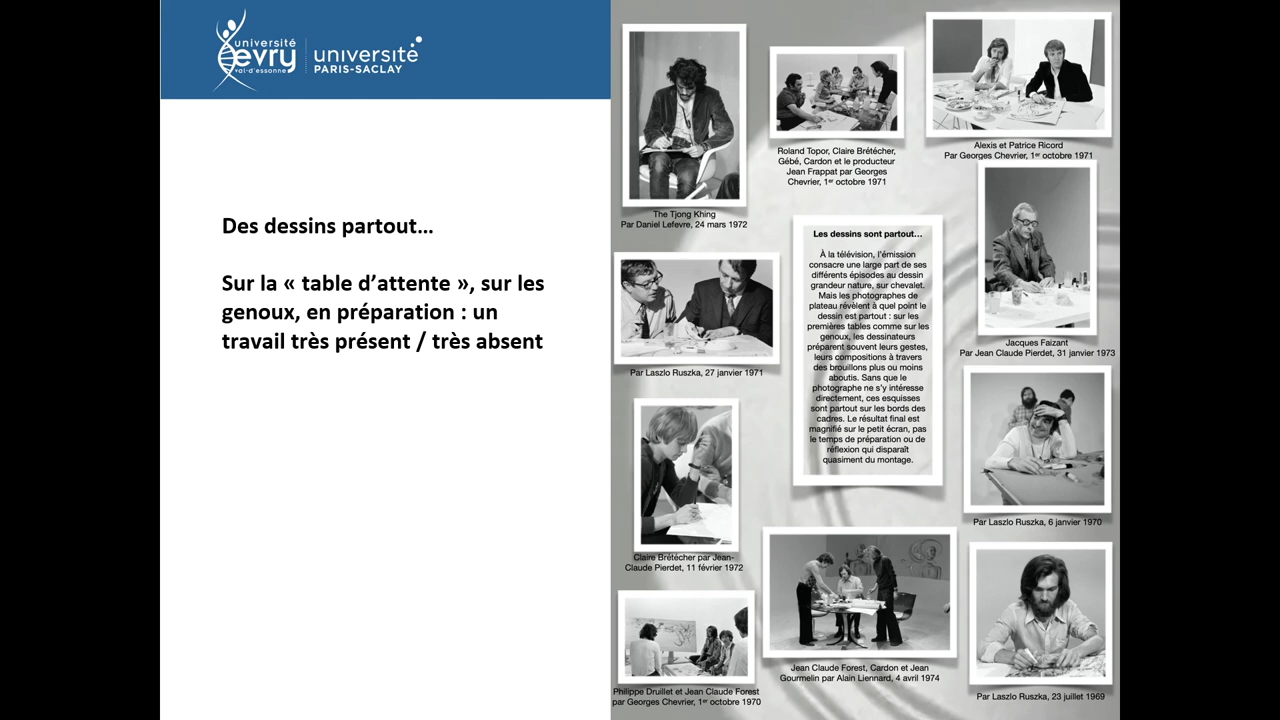 université
evry
val-d'essonne
université
PARIS-SACLAY
Des dessins partout…
Sur la « table d'attente », sur les
genoux, en préparation : un
travail très présent / très absent
The Tjong Khing
Par Daniel Lefevre, 24 mars 1972
Roland Topor, Claire Brétécher,
Gébé, Cardon et le producteur
Jean Frappat par Georges
Chevrier, 1er octobre 1971
Alexis et Patrice Ricord
Par Georges Chevrier, 1er octobre 1971
Par Laszlo Ruszka, 27 janvier 1971
Les dessins sont partout…
À la télévision, l'émission
consacre une large part de ses
différents épisodes au dessin
grandeur nature, sur chevalet.
Mais les photographes de
plateau révèlent à quel point le
dessin est partout : sur les
premières tables comme sur les
genoux, les dessinateurs
préparent souvent leurs gestes,
leurs compositions à travers
des brouillons plus ou moins
aboutis. Sans que le
photographe ne s'y intéresse
directement, ces esquisses
sont partout sur les bords des
cadres. Le résultat final est
magnifié sur le petit écran, pas
le temps de préparation ou de
réflexion qui disparaît
quasiment du montage.
Jacques Faizant
Par Jean Claude Pierdet, 31 janvier 1973
Claire Brétécher par Jean-
Claude Pierdet, 11 février 1972
Par Laszlo Ruszka, 6 janvier 1970
Philippe Druillet et Jean Claude Forest
par Georges Chevrier, 1er octobre 1970
Jean Claude Forest, Cardon et Jean
Gourmelin par Alain Liennard, 4 avril 1974
Par Laszlo Ruszka, 23 juillet 1969